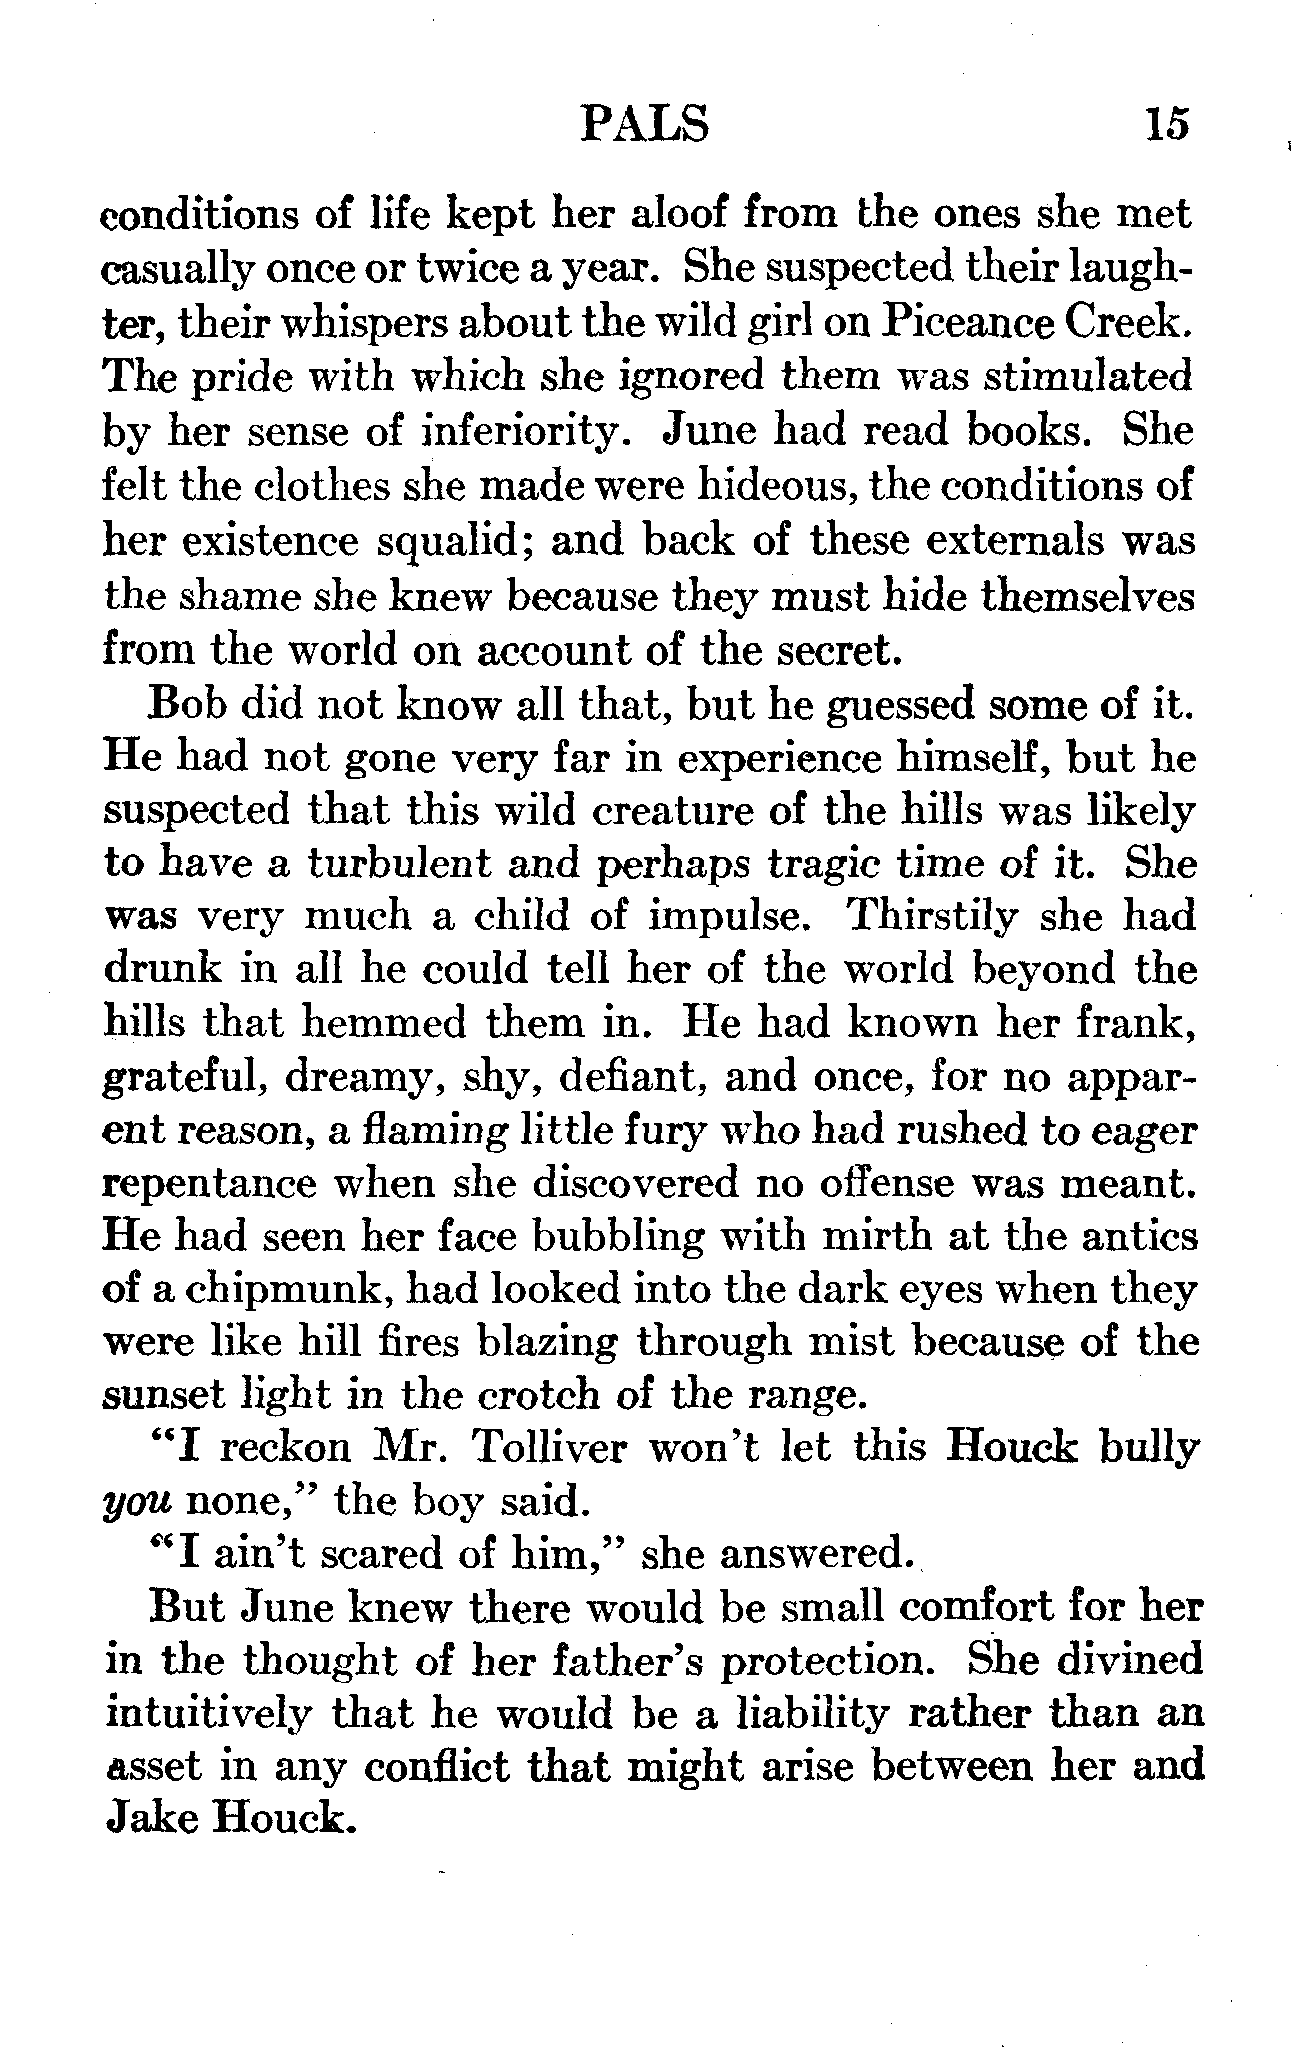 PALS 15
conditions of life kept her aloof from the ones she met
casually once or twice a year. She suspected their laugh-
ter, their whispers about the wild girl on Piceance Creek.
The pride with which she ignored them was stimulated
by her sense of inferiority. June had read books. She
felt the clothes she made were hideous, the conditions of
her existence squalid; and back of these externals was
the shame she knew because they must hide themselves
from the world on account of the secret.
Bob did not know all that, but he guessed some of it.
He had not gone very far in experience himself, but he
suspected that this wild creature of the hills was likely
to have a turbulent and perhaps tragic time of it. She
was very much a child of impulse. Thirstily she had
drunk in all he could tell her of the world beyond the
hills that hemmed them in. He had known her frank,
grateful, dreamy, shy, defiant, and once, for no appar-
ent reason, a flaming little fury who had rushed to eager
repentance when she discovered no offense was meant.
He had seen her face bubbling with mirth at the antics
of a chipmunk, had looked into the dark eyes when they
were like hill fires blazing through mist because of the
sunset light in the crotch of the range.
“I reckon Mr. Tolliver won’t let this Houck bully
you none,” the boy said.
“I ain’t scared of him,” she answered.
But June knew there would be small comfort for her
in the thought of her father’s protection. She divined
intuitively that he would be a liability rather than an
asset in any conflict that might arise between her and
Jake Houck.